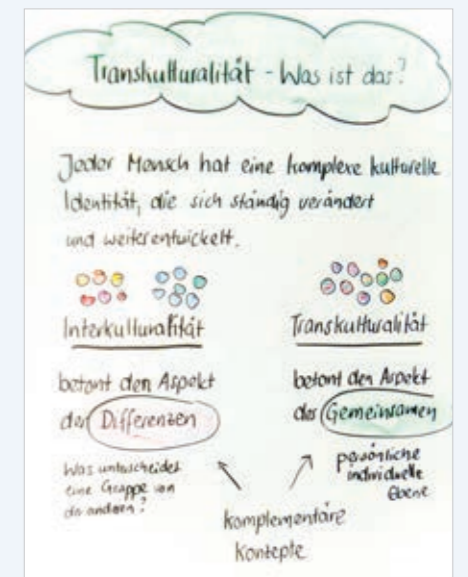 Transkulturalität - Was ist das?
Jeder Mensch hat eine komplexe kulturelle
Identität, die sich ständig verändert
und weiterentwickelt.
Interkulturalität
betont den Aspekt
der Differenzen
Was unterscheidet
eine Gruppe von
der anderen?
Transkulturalität
betont den Aspekt
des Gemeinsamen
persönliche
individuelle
Ebene
komplementäre
Konzepte